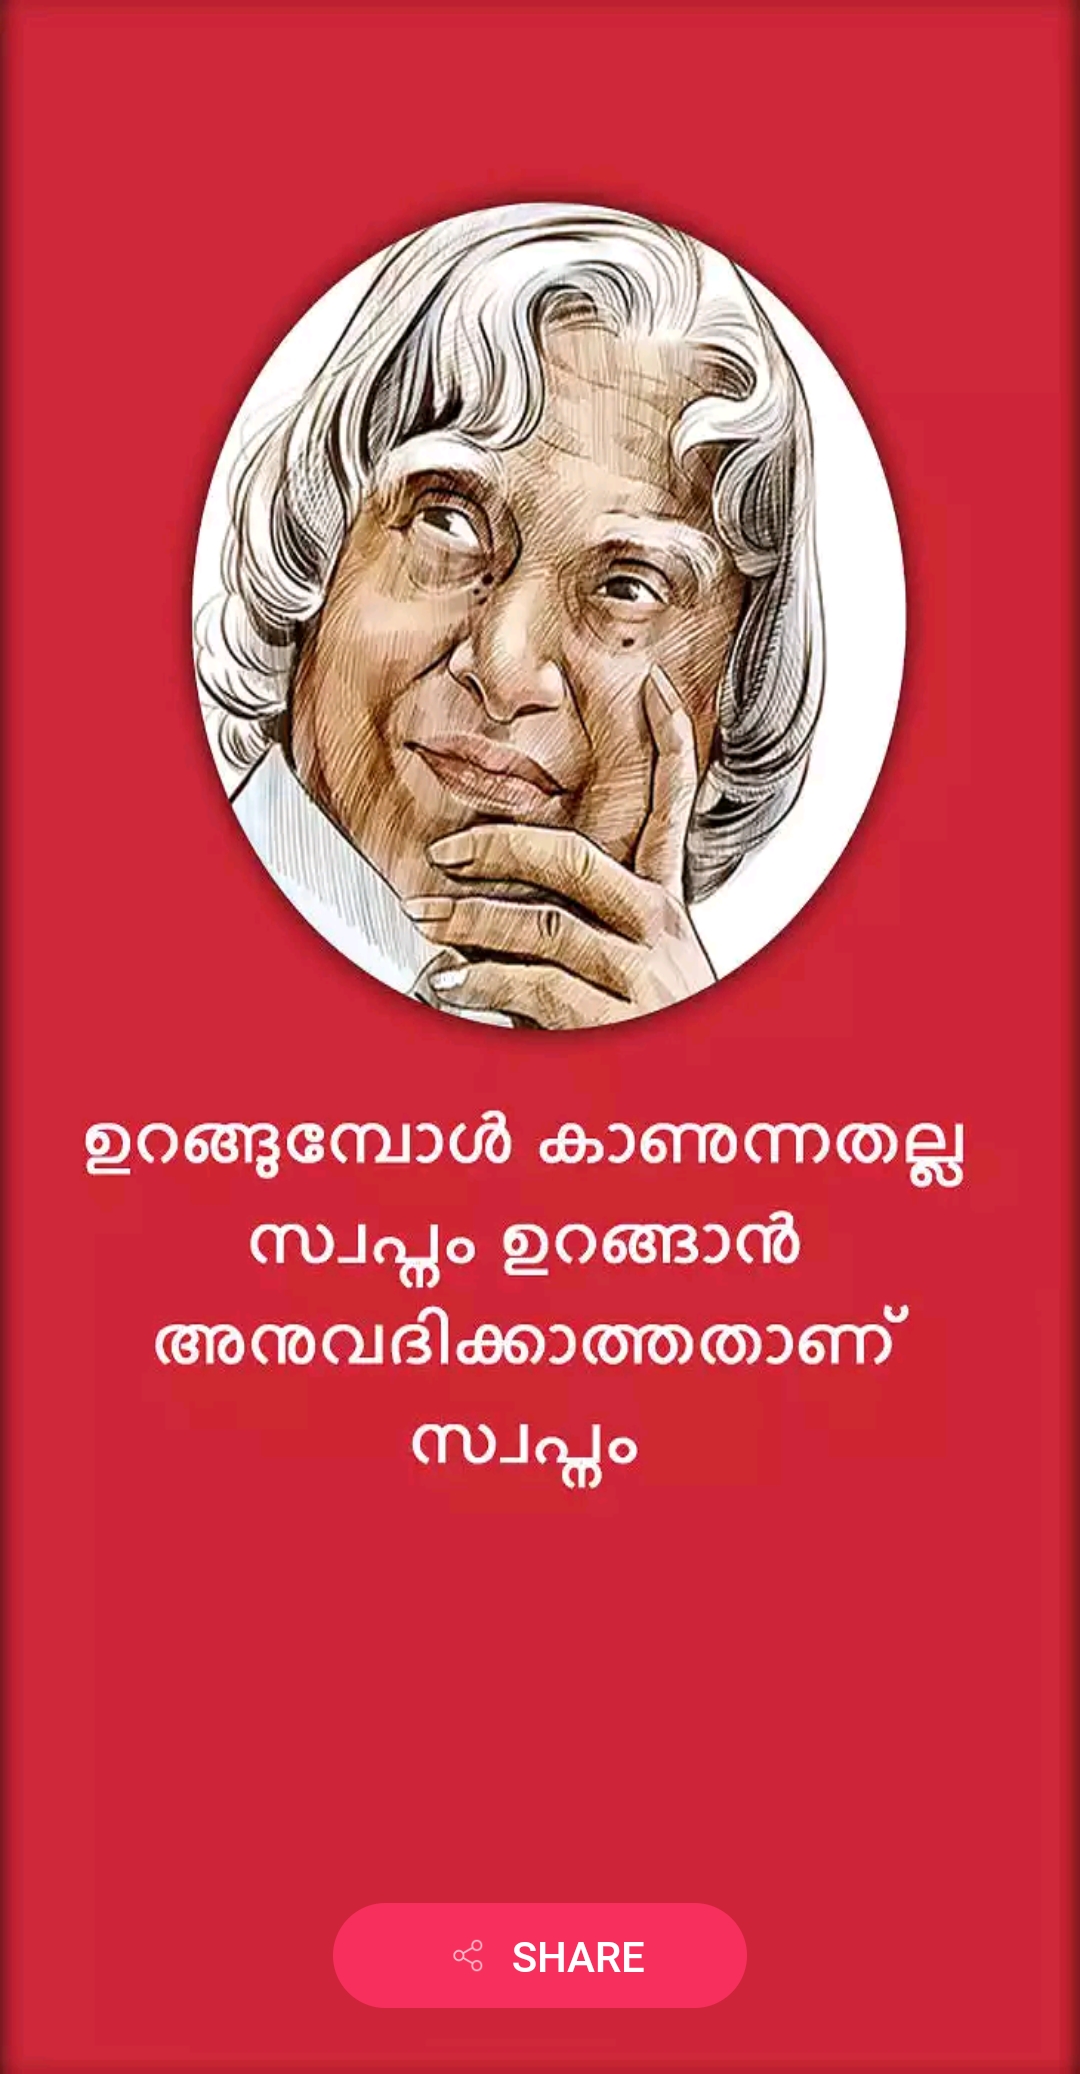 ഉറങ്ങുമ്പോൾ കാണുന്നതല്ല
സ്വപ്നം ഉറങ്ങാൻ
അനുവദിക്കാത്തതാണ്
സ്വപ്നം
SHARE